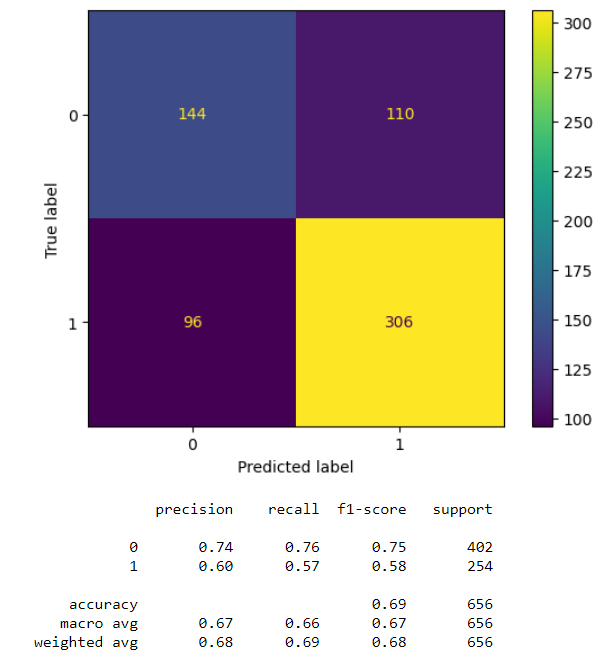 300
275
0 144 110
250
225
True label
200
175
1 96 306
150
125
100
0 1
Predicted label
precision recall f1-score support
0 0.74 0.76 0.75 402
1 0.60 0.57 0.58 254
accuracy 0.69 656
macro avg 0.67 0.66 0.67 656
weighted avg 0.68 0.69 0.68 656